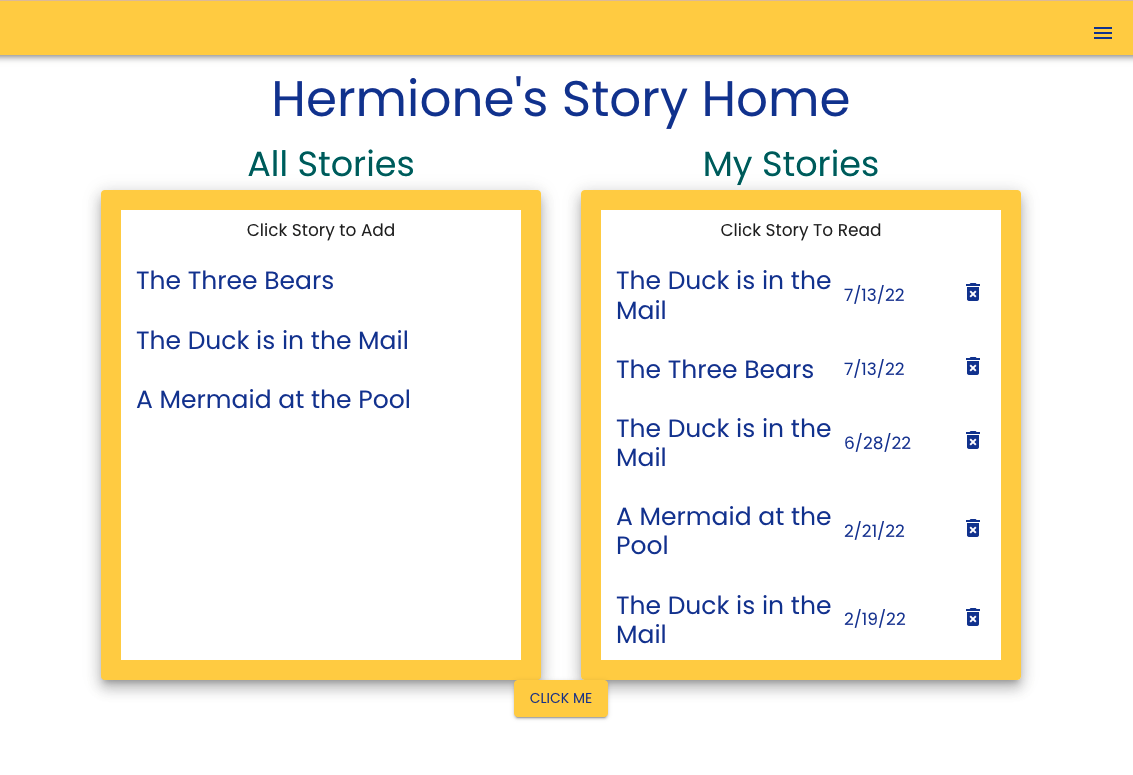 Hermione's Story Home
All Stories
Click Story to Add
The Three Bears
The Duck is in the Mail
A Mermaid at the Pool
My Stories
Click Story To Read
The Duck is in the
Mail
7/13/22
The Three Bears
7/13/22
The Duck is in the
Mail
6/28/22
A Mermaid at the
Pool
2/21/22
The Duck is in the
Mail
2/19/22
CLICK ME